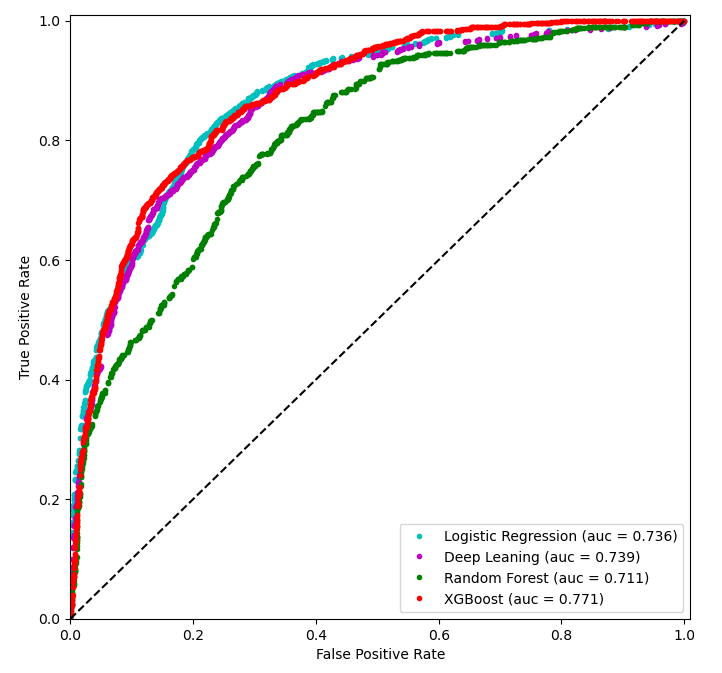 1.0
0.8
0.6
0.4
0.2
0.0
True Positive Rate
0.0 0.2 0.4 0.6 0.8 1.0
False Positive Rate
Logistic Regression (auc = 0.736)
Deep Leaning (auc = 0.739)
Random Forest (auc = 0.711)
XGBoost (auc = 0.771)